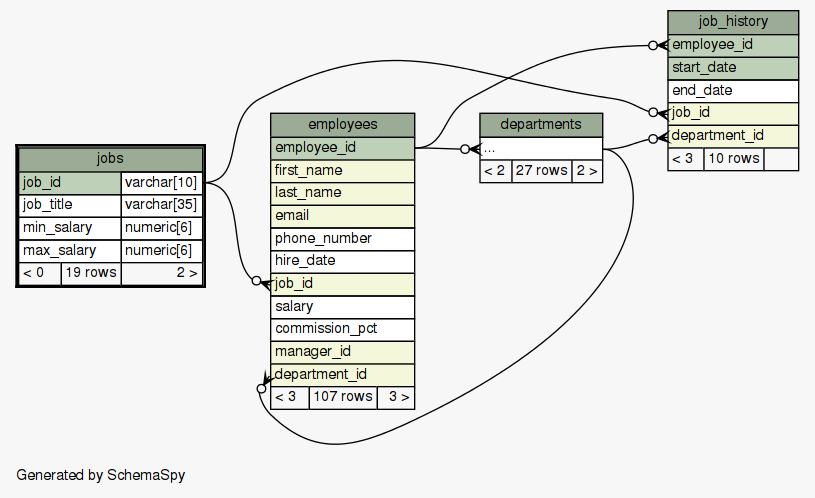 job_history
employee_id
start_date
end_date
job_id
department_id
< 3 10 rows
employees
employee_id
first_name
last_name
email
phone_number
hire_date
job_id
salary
commission_pct
manager_id
department_id
< 3 107 rows 3 >
departments
...
< 2 27 rows 2 >
jobs
job_id varchar[10]
job_title varchar[35]
min_salary numeric[6]
max_salary numeric[6]
< 0 19 rows 2 >
Generated by SchemaSpy